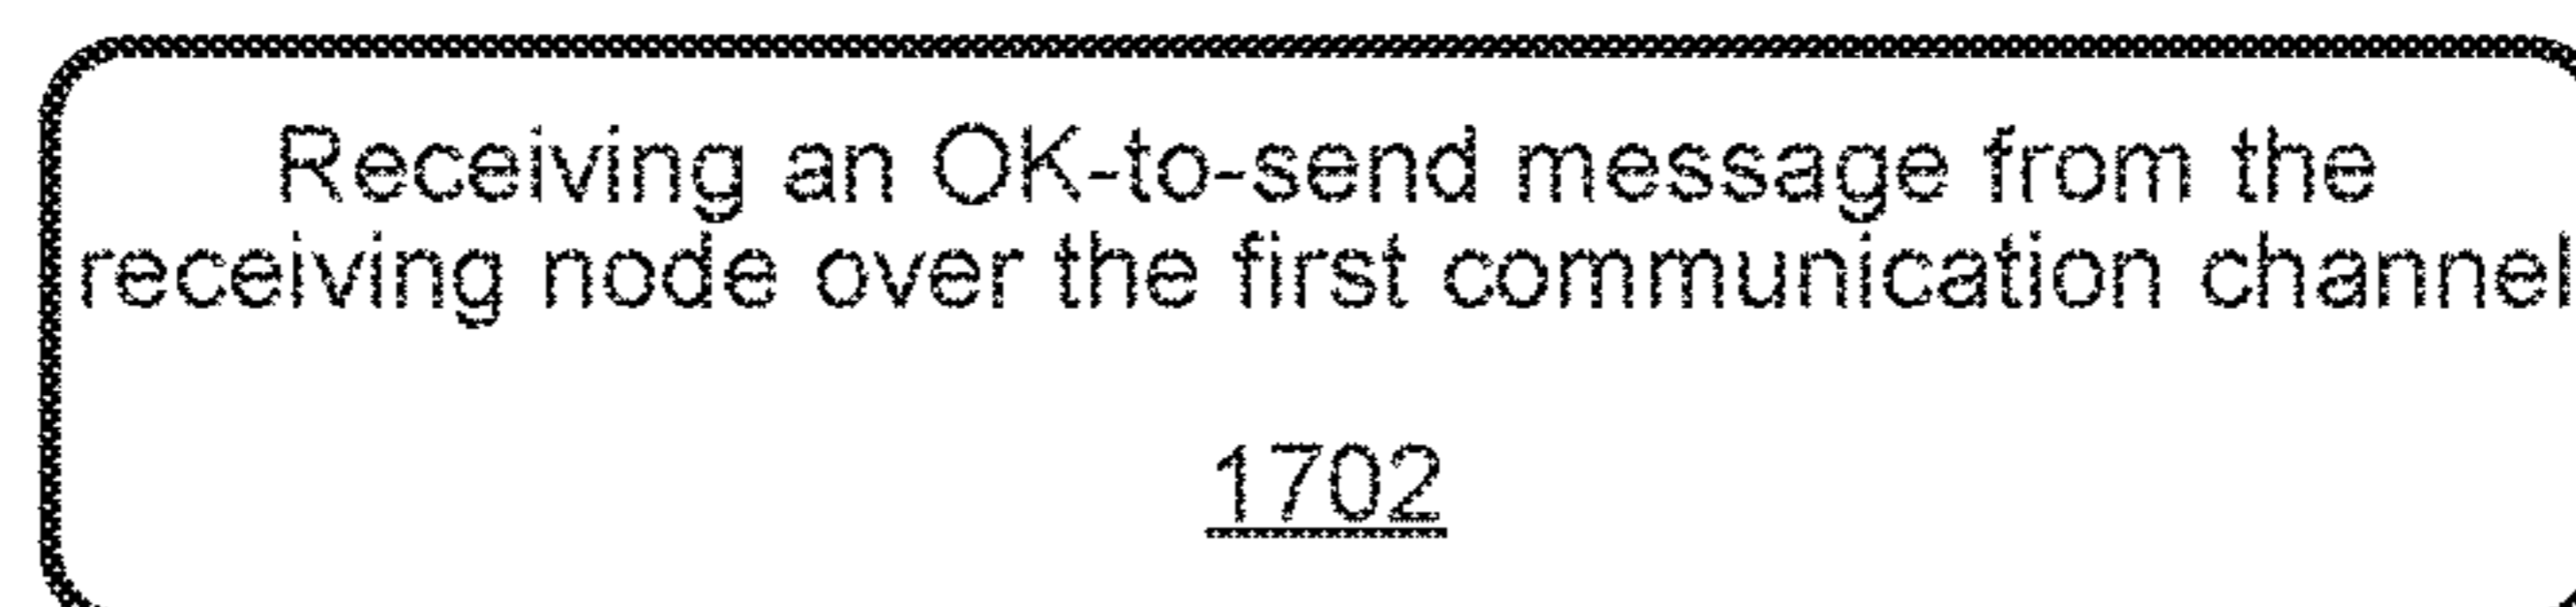 Receiving an OK-to-send message from the
receiving node over the first communication channel
1702